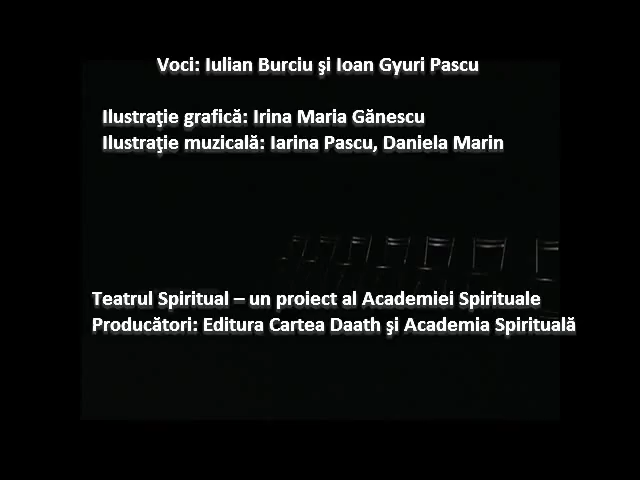 Voci: Iulian Burciu şi Ioan Gyuri Pascu
Ilustraţie grafică: Irina Maria Gănescu
Ilustraţie muzicală: Iarina Pascu, Daniela Marin
Teatrul Spiritual – un proiect al Academiei Spirituale
Producători: Editura Cartea Daath şi Academia Spirituală